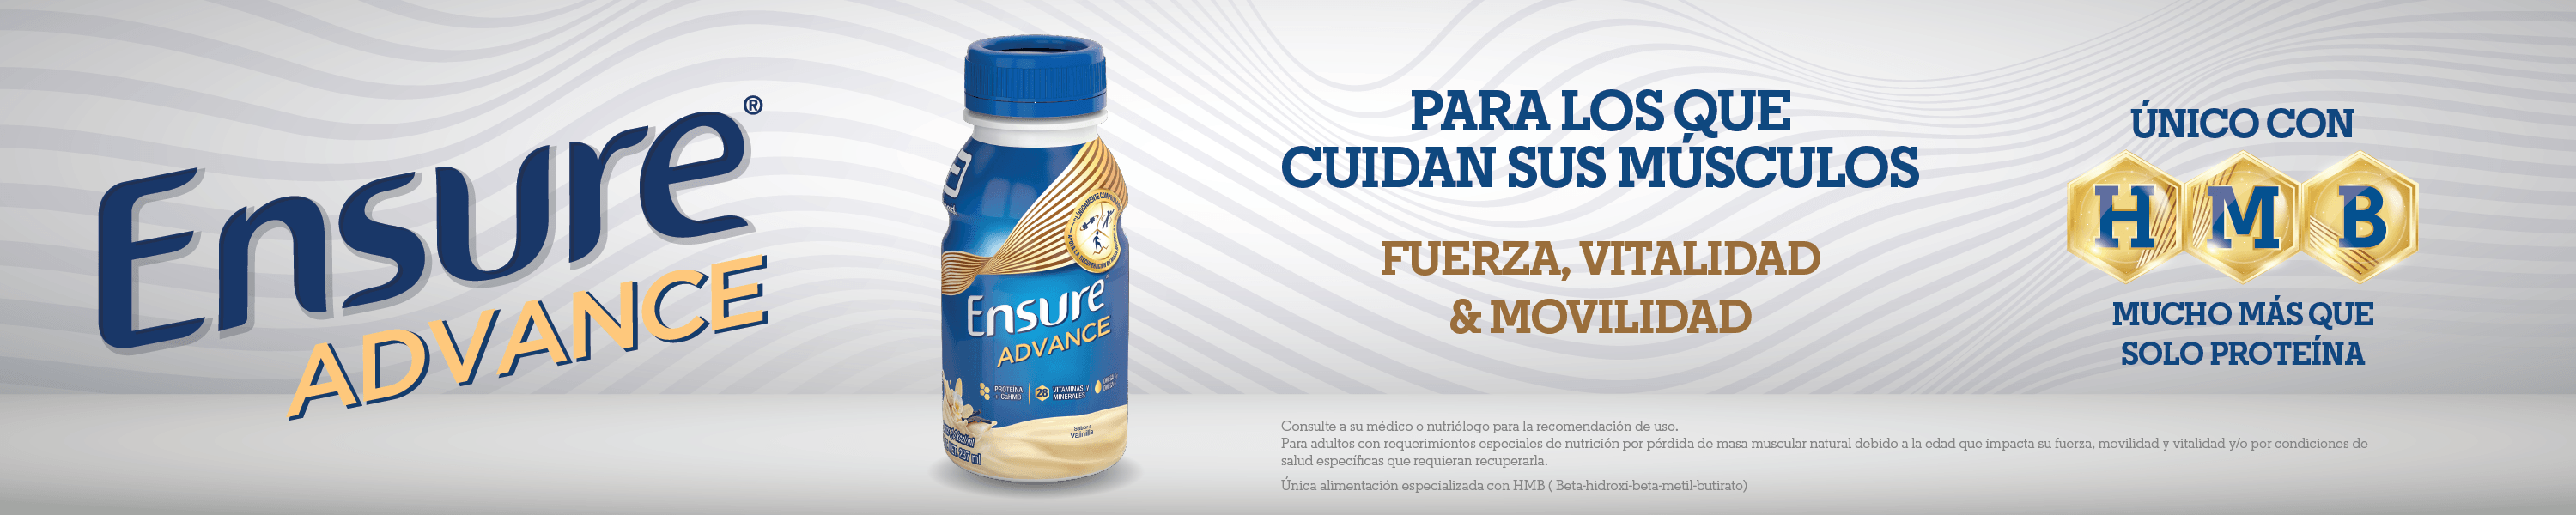 Ensure®
ADVANCE
Ensure
ADVANCE
PROTEÍNA
+ CaHMB
28
VITAMINAS y
MINERALES
Sabor a
vainilla
237 ml
PARA LOS QUE
CUIDAN SUS MÚSCULOS
FUERZA, VITALIDAD
& MOVILIDAD
ÚNICO CON
HMB
MUCHO MÁS QUE
SOLO PROTEÍNA
Consulte a su médico o nutriólogo para la recomendación de uso.
Para adultos con requerimientos especiales de nutrición por pérdida de masa muscular natural debido a la edad que impacta su fuerza, movilidad y vitalidad y/o por condiciones de
salud específicas que requieran recuperarla.
Única alimentación especializada con HMB ( Beta-hidroxi-beta-metil-butirato)